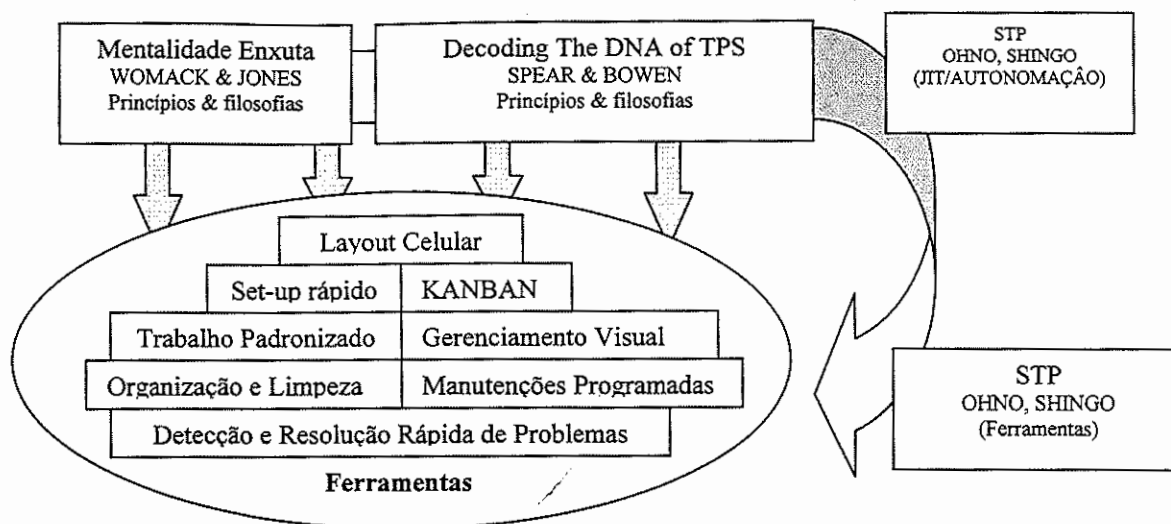 Mentalidade Enxuta
WOMACK & JONES
Princípios & filosofias
Decoding The DNA of TPS
SPEAR & BOWEN
Princípios & filosofias
STP
OHNO, SHINGO
(JIT/AUTONOMAÇÃO)
Layout Celular
Set-up rápido
KANBAN
Trabalho Padronizado
Gerenciamento Visual
Organização e Limpeza
Manutenções Programadas
Detecção e Resolução Rápida de Problemas
Ferramentas
STP
OHNO, SHINGO
(Ferramentas)